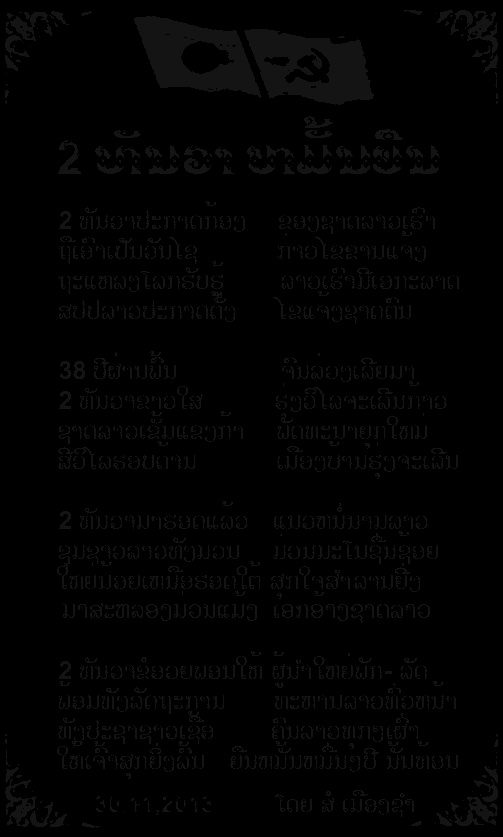 2 ທັນວາ ໝັ້ນຍືນ
2 ທັນວາປະກາດກ້ອງ ຂອງຊາດລາວເຮົາ
ຖືເອົາເປັນວັນໂຊ ກ່າວໄຂຂານແຈ້ງ
ຖະແຫລງໂລກຮັບຮູ້ ລາວເຮົາມີເອກະລາດ
ສປປລາວປະກາດຕັ້ງ ໄຂແຈ້ງຊາດຕົນ
38 ປີຜ່ານພົ້ນ ຈົນລ່ອງເລີຍມາ
2 ທັນວາຂາວໃສ ຮຸ່ງວິໄລຈະເລີນກ້າວ
ຊາດລາວເຂັ້ມແຂງກ້າ ພັດທະນາຍຸກໃຫມ່
ສີວິໄລຮອບດ້ານ ເມືອງບ້ານຮຸ່ງຈະເລີນ
2 ທັນວາມາຮອດແລ້ວ ແນວຫນໍ່ນານລາວ
ຊຸມຊາວລາວທັງມວນ ມ່ວນມະໂນຊື່ນຊ້ອຍ
ໃຫຍ່ນ້ອຍເຫນືອຮອດໃຕ້ ສຸກໃຈສໍາລານຍິ່ງ
ມາສະຫລອງມ່ວນແມ້ງ ເອກອ້າງຊາດລາວ
2 ທັນວາຂໍອວຍພອນໃຫ້ ຜູ້ນໍາໃຫຍ່ພັກ- ລັດ
ພ້ອມທັງລັດຖະການ ທະຫານລາວທົ່ວຫນ້າ
ທັງປະຊາຊາວເຊື້ອ ຄົນລາວທຸກໆເຜົ່າ
ໃຫ້ເຈົ້າສຸກຍິ່ງລົ້ນ ຍືນຫມັ້ນຫມື່ນໆປີ ນັ້ນທ້ອນ
30.11.2013 ໂດຍ ສໍ ເມືອງຊໍາ